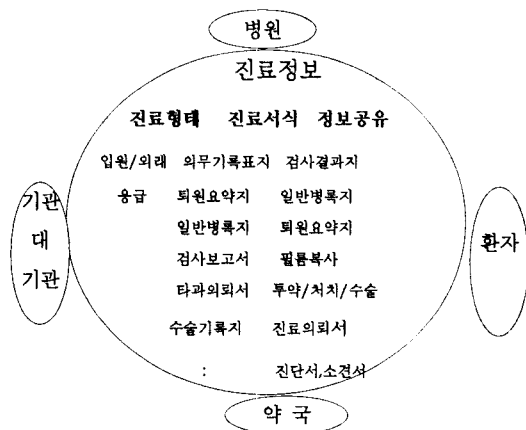 병원
진료정보
진료형태 진료서식 정보공유
입원/외래 의무기록표지 검사결과지
응급 퇴원요약지 일반병록지
일반병록지 퇴원요약지
검사보고서 필름복사
타과의뢰서 투약/처치/수술
수술기록지 진료의뢰서
: 진단서,소견서
기관
대
기관
환자
약국